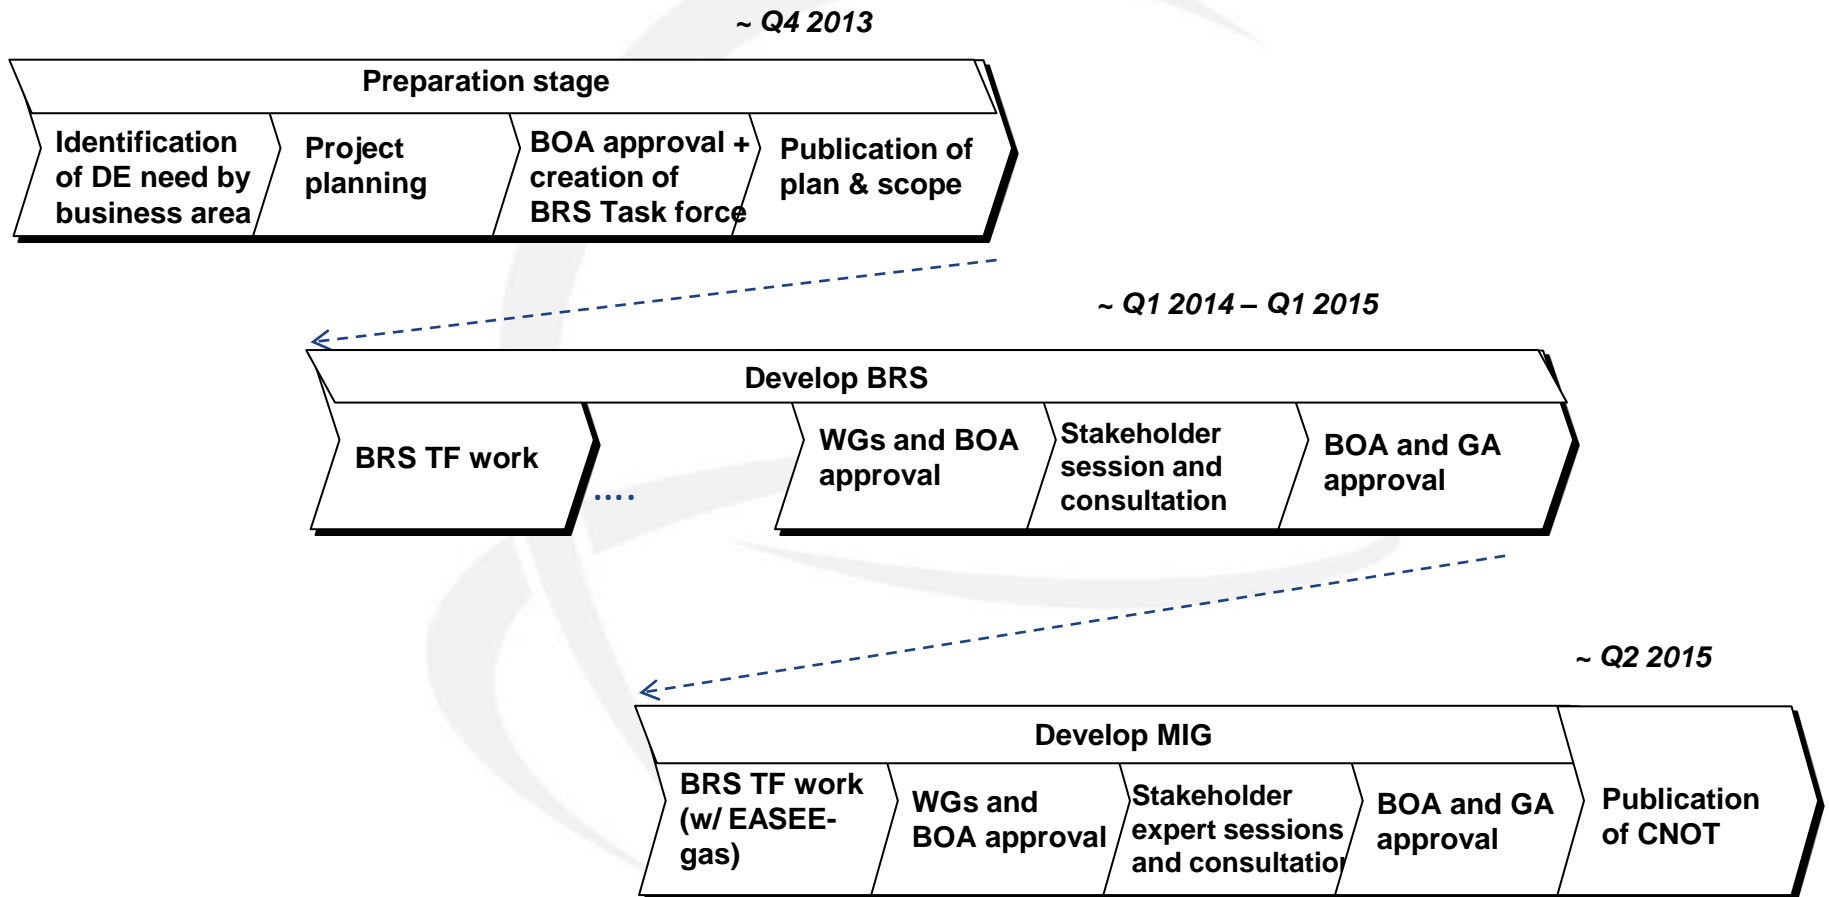 ~ Q4 2013
Preparation stage
Identification
of DE need by
business area
Project
planning
BOA approval +
creation of
BRS Task force
Publication of
plan & scope
~ Q1 2014 – Q1 2015
Develop BRS
BRS TF work
....
WGs and BOA
approval
Stakeholder
session and
consultation
BOA and GA
approval
~ Q2 2015
Develop MIG
BRS TF work
(w/ EASEE-
gas)
WGs and
BOA approval
Stakeholder
expert sessions
and consultation
BOA and GA
approval
Publication
of CNOT